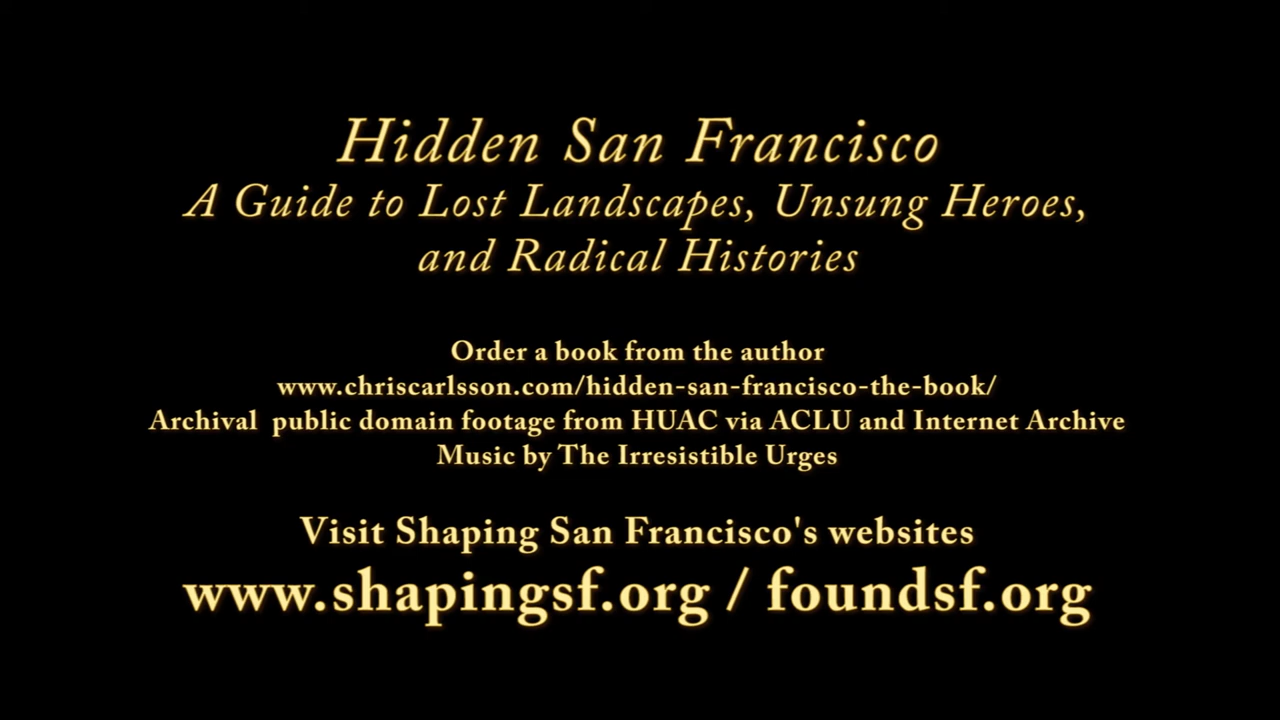 Hidden San Francisco
A Guide to Lost Landscapes, Unsung Heroes,
and Radical Histories
Order a book from the author
www.chriscarlsson.com/hidden-san-francisco-the-book/
Archival  public domain footage from HUAC via ACLU and Internet Archive
Music by The Irresistible Urges
Visit Shaping San Francisco's websites
www.shapingsf.org / foundsf.org